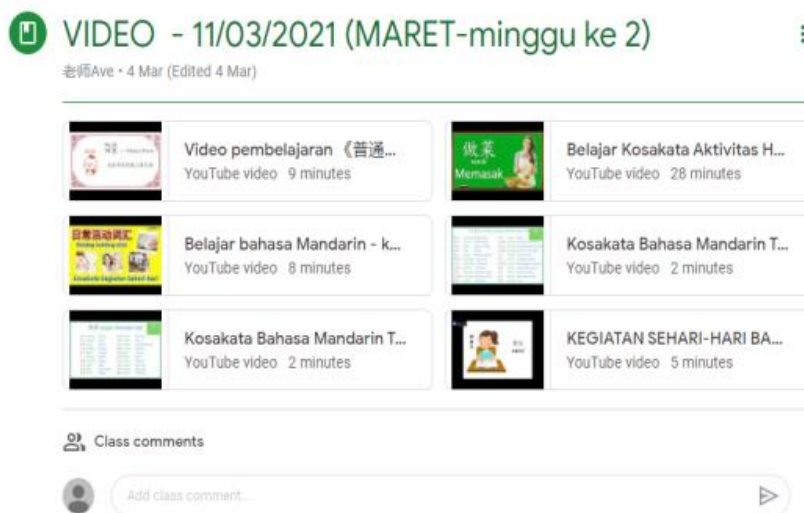 VIDEO - 11/03/2021 (MARET-minggu ke 2)
老师Ave • 4 Mar (Edited 4 Mar)
Video pembelajaran 《普通...
YouTube video 9 minutes
做菜
Memasak
Belajar Kosakata Aktivitas H...
YouTube video 28 minutes
日常活动词汇
Belajar bahasa Mandarin - k...
YouTube video 8 minutes
Kosakata Bahasa Mandarin T...
YouTube video 2 minutes
Kosakata Bahasa Mandarin T...
YouTube video 2 minutes
KEGIATAN SEHARI-HARI BA...
YouTube video 5 minutes
Class comments
Add class comment...